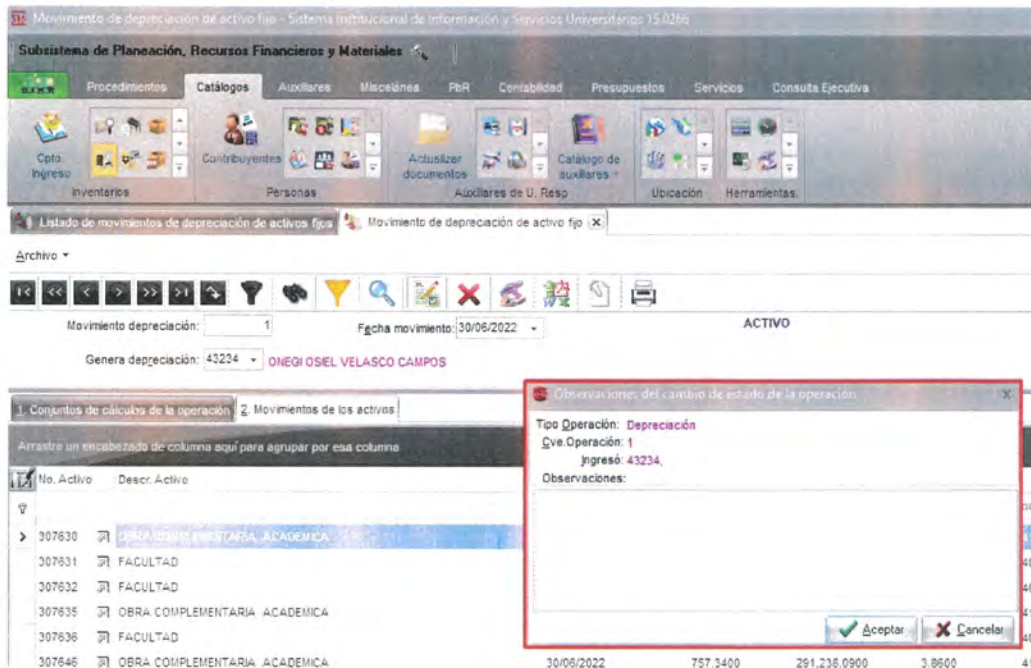 Movimiento de depreciación de activo fijo - Sistema Institucional de Información y Servicios Universitarios 15.0266
Subsistema de Planeación, Recursos Financieros y Materiales
Procedimientos Catálogos Auxiliares Miscelánea PbR Contabilidad Presupuestos Servicios Consulta Ejecutiva
Cpto. Ingreso
Contribuyentes
Actualizar documentos
Catálogo de auxiliares
Inventarios Personas Auxiliares de U. Resp Ubicación Herramientas.
Listado de movimientos de depreciación de activos fijos Movimiento de depreciación de activo fijo
Archivo
Movimiento depreciación: 1 Fecha movimiento: 30/06/2022 ACTIVO
Genera depreciación: 43234 ONEGI OSIEL VELASCO CAMPOS
1. Conjuntos de cálculos de la operación 2. Movimientos de los activos
Arrastre un encabezado de columna aquí para agrupar por esa columna
No. Activo Descr. Activo
307630 OBRA COMPLEMENTARIA ACADEMICA
307631 FACULTAD
307632 FACULTAD
307635 OBRA COMPLEMENTARIA ACADEMICA
307636 FACULTAD
307646 OBRA COMPLEMENTARIA ACADEMICA 30/06/2022 757.3400 291,238.0900 3.8600
Observaciones del cambio de estado de la operación
Tipo Operación: Depreciación
Cve.Operación: 1
Ingresó: 43234,
Observaciones:
Aceptar Cancelar